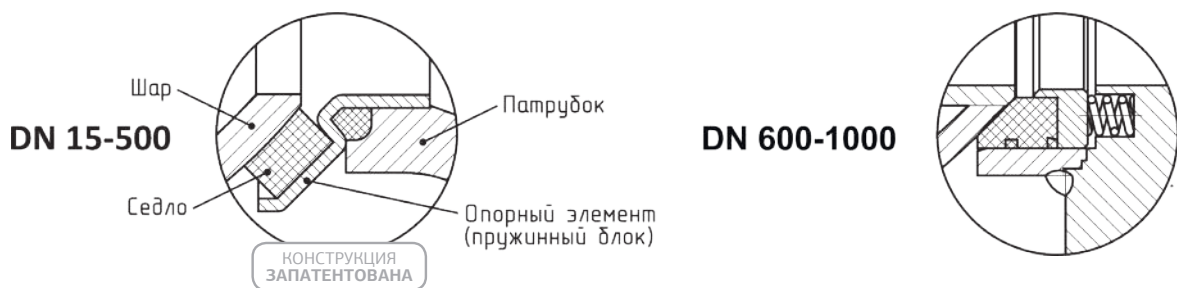 Шар
Патрубок
DN 15-500
DN 600-1000
Седло
Опорный элемент
(пружинный блок)
КОНСТРУКЦИЯ
ЗАПАТЕНТОВАНА